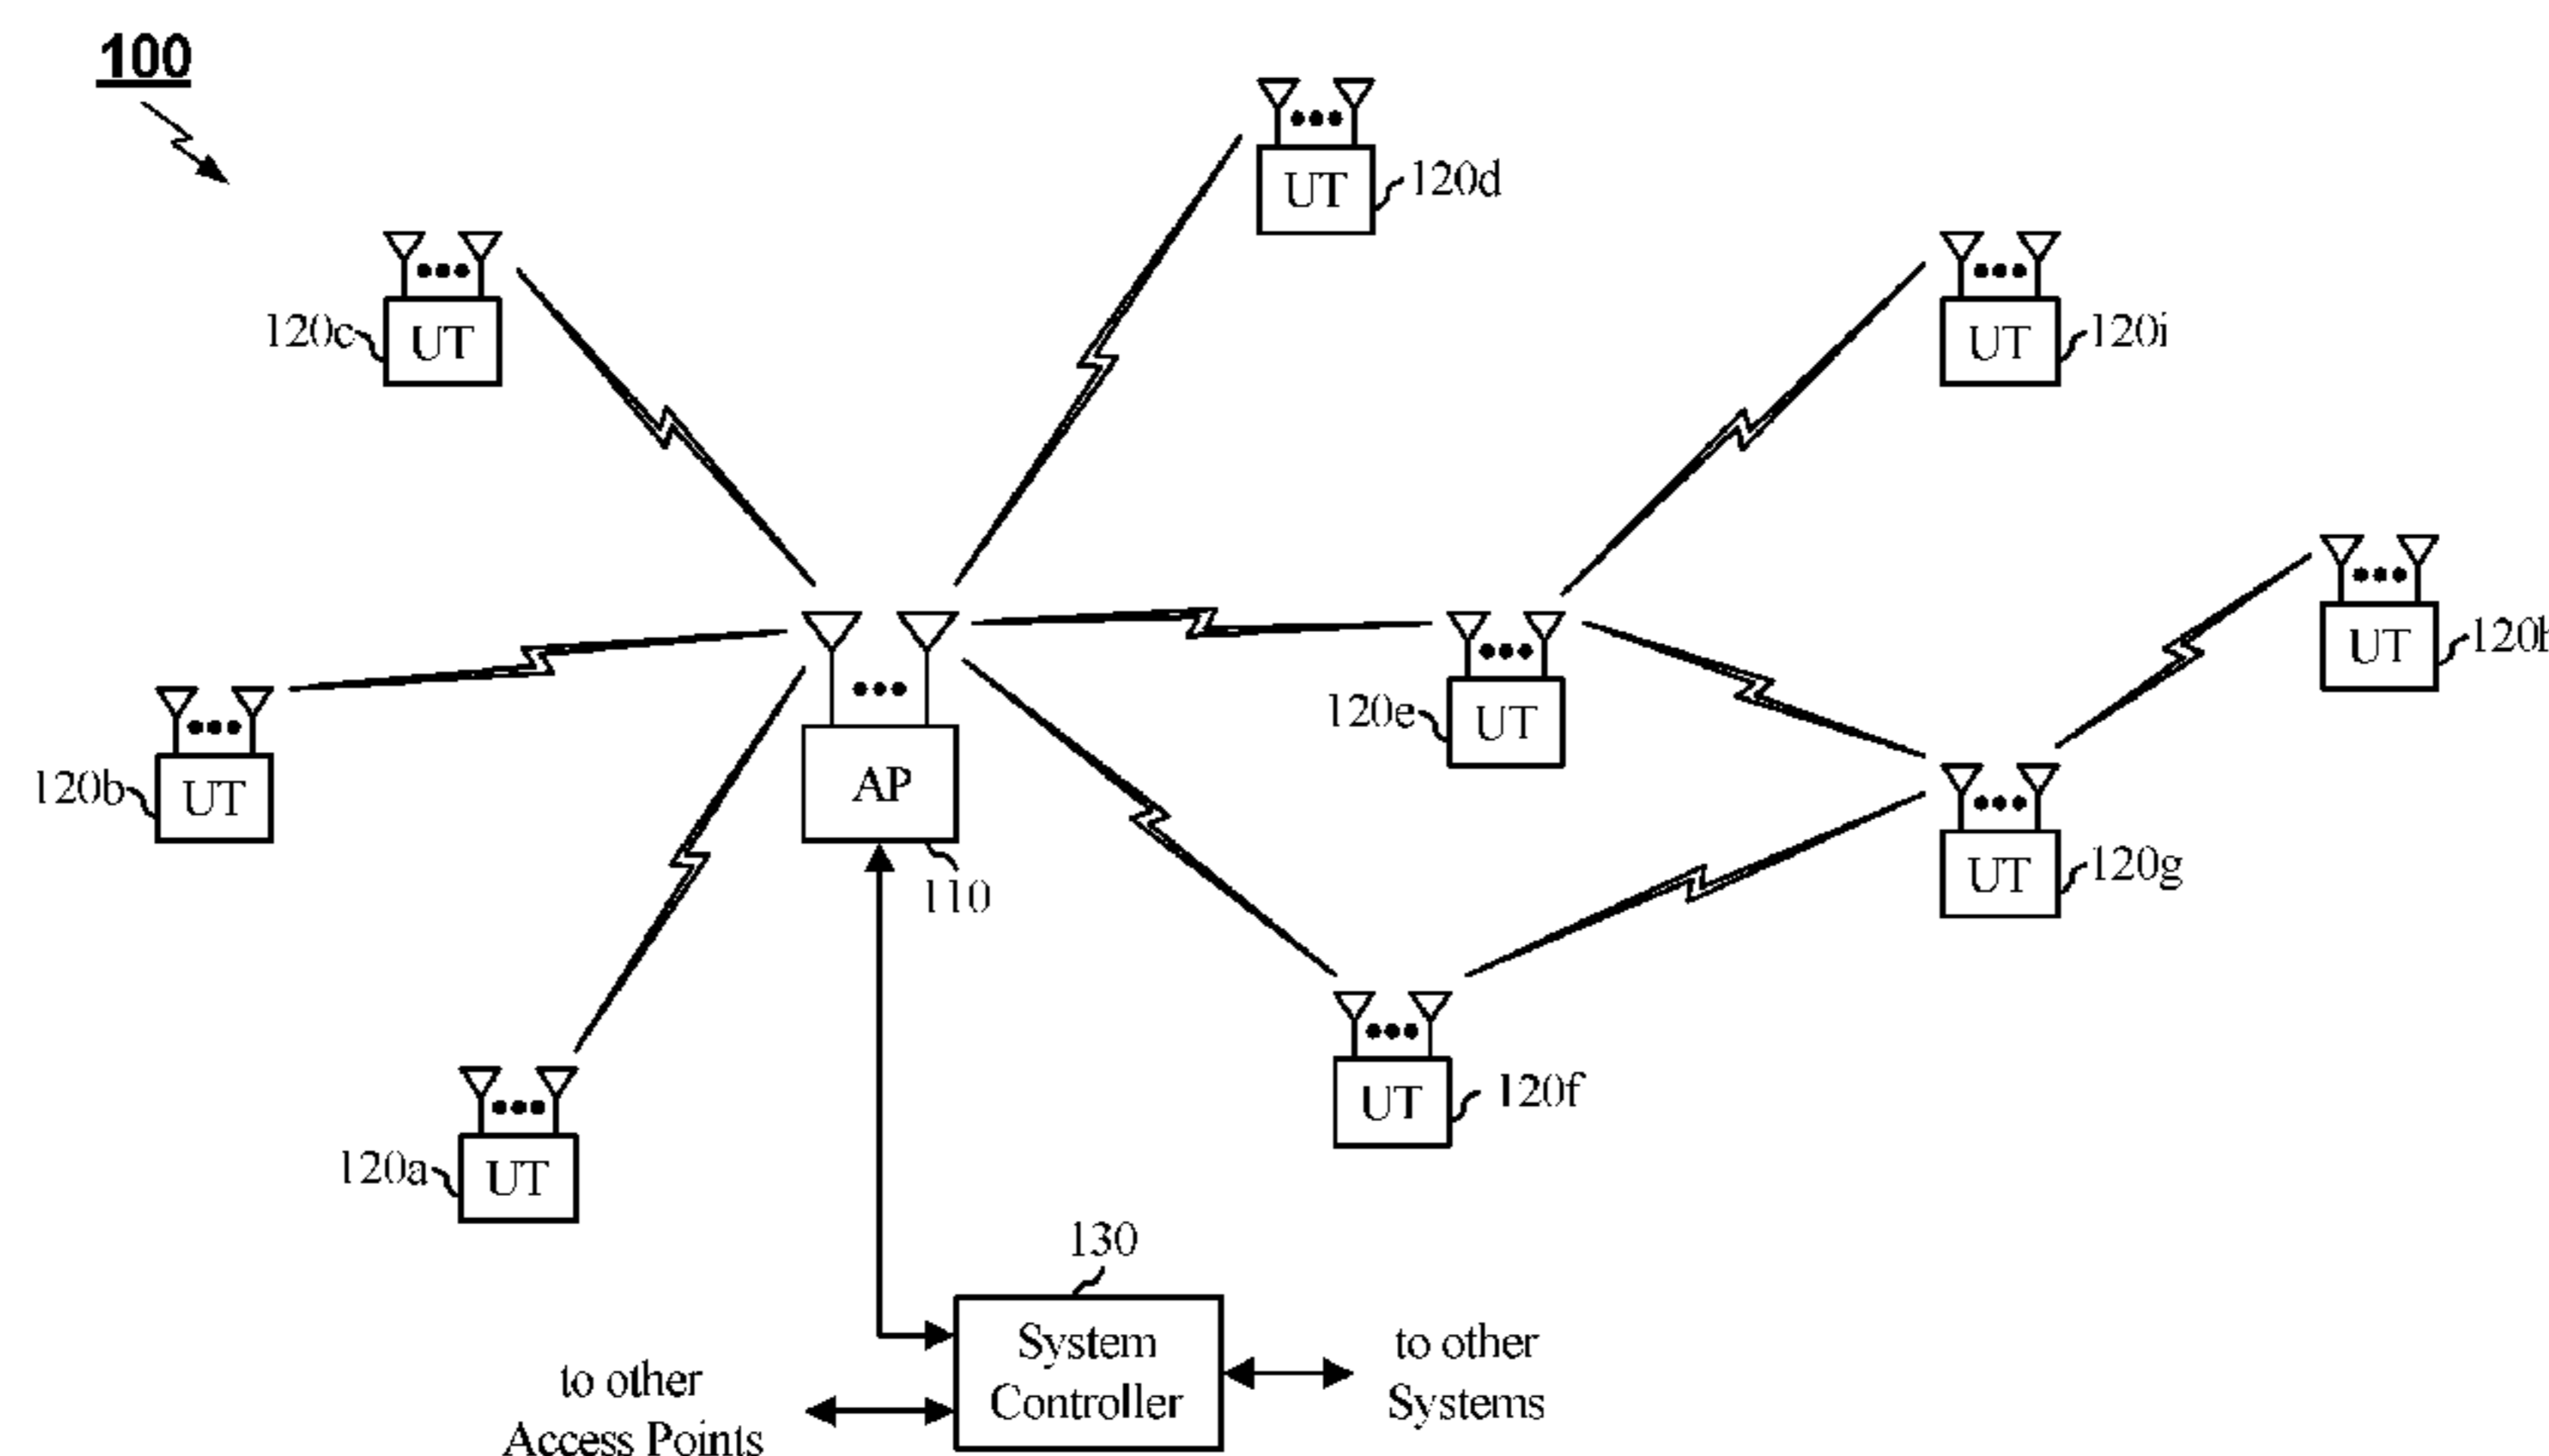 100
UT
120d
UT
120c
UT
120i
UT
UT
120e
UT
120b
AP
110
UT
120g
UT
120f
UT
120a
130
System
Controller
to other
Systems
to other
Access Points